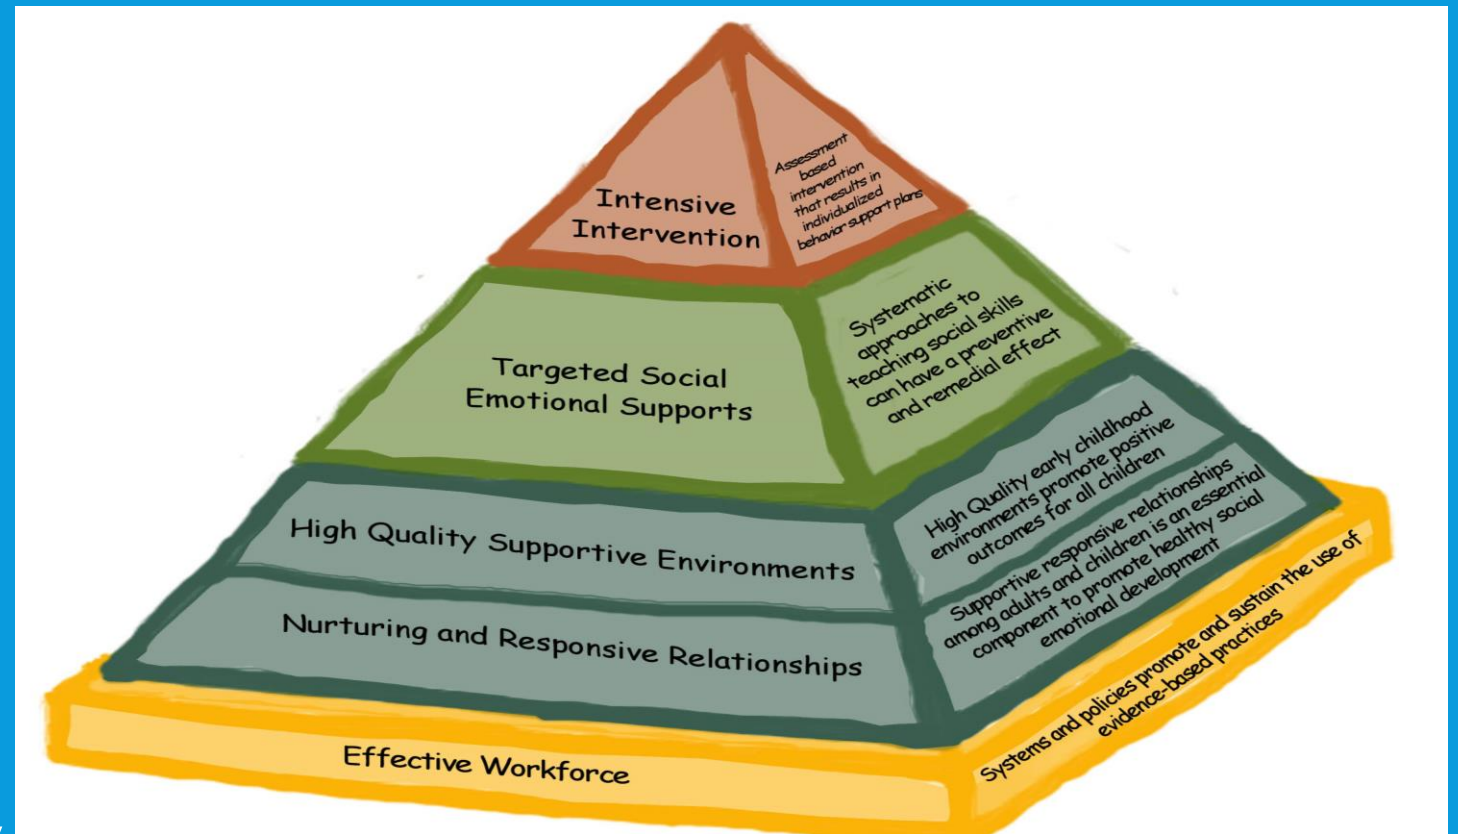 Intensive
Intervention
Assessment
based
intervention
that results in
individualized
behavior support plans
Targeted Social
Emotional Supports
Systematic
approaches to
teaching social skills
can have a preventive
and remedial effect
High Quality Supportive Environments
High Quality early childhood
environments promote positive
outcomes for all children
Nurturing and Responsive Relationships
Supportive responsive relationships
among adults and children is an essential
component to promote healthy social
emotional development
Effective Workforce
Systems and policies promote and sustain the use of
evidence-based practices